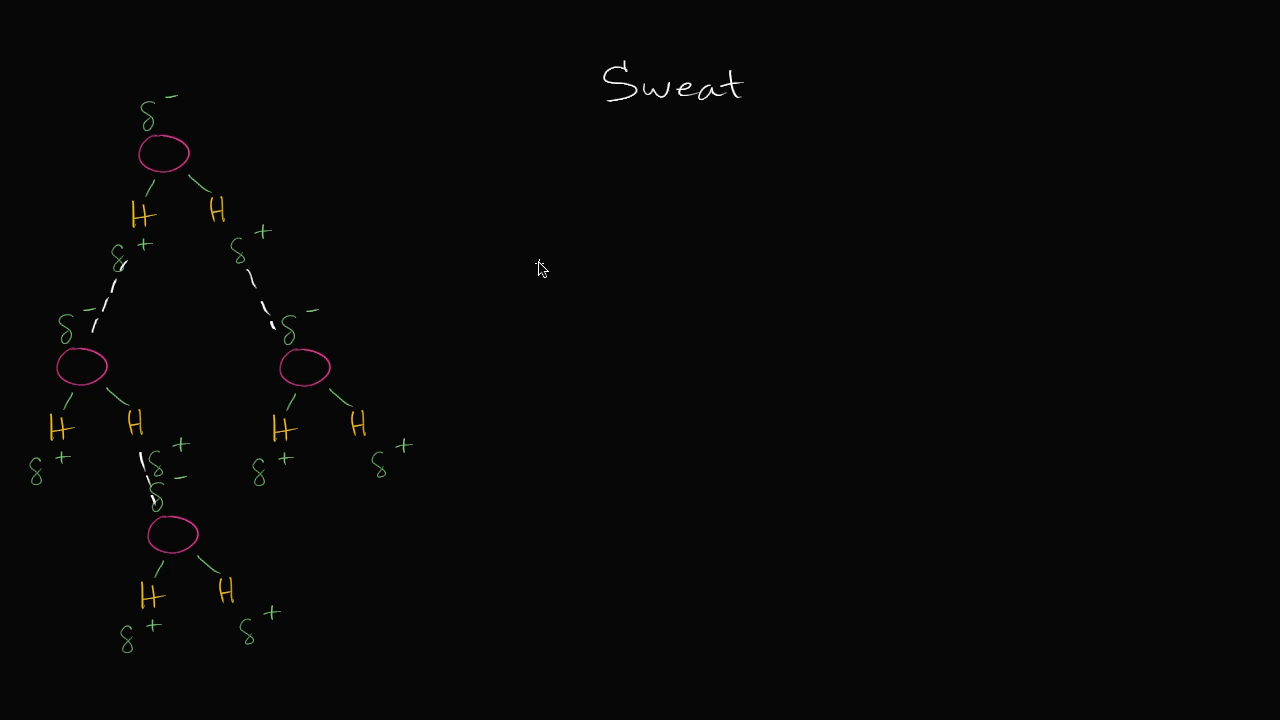 Sweat
δ⁻
O
H H
δ⁺ δ⁺
δ⁻ δ⁻
O O
H H H H
δ⁺ δ⁺ δ⁺ δ⁺
δ⁻
O
H H
δ⁺ δ⁺